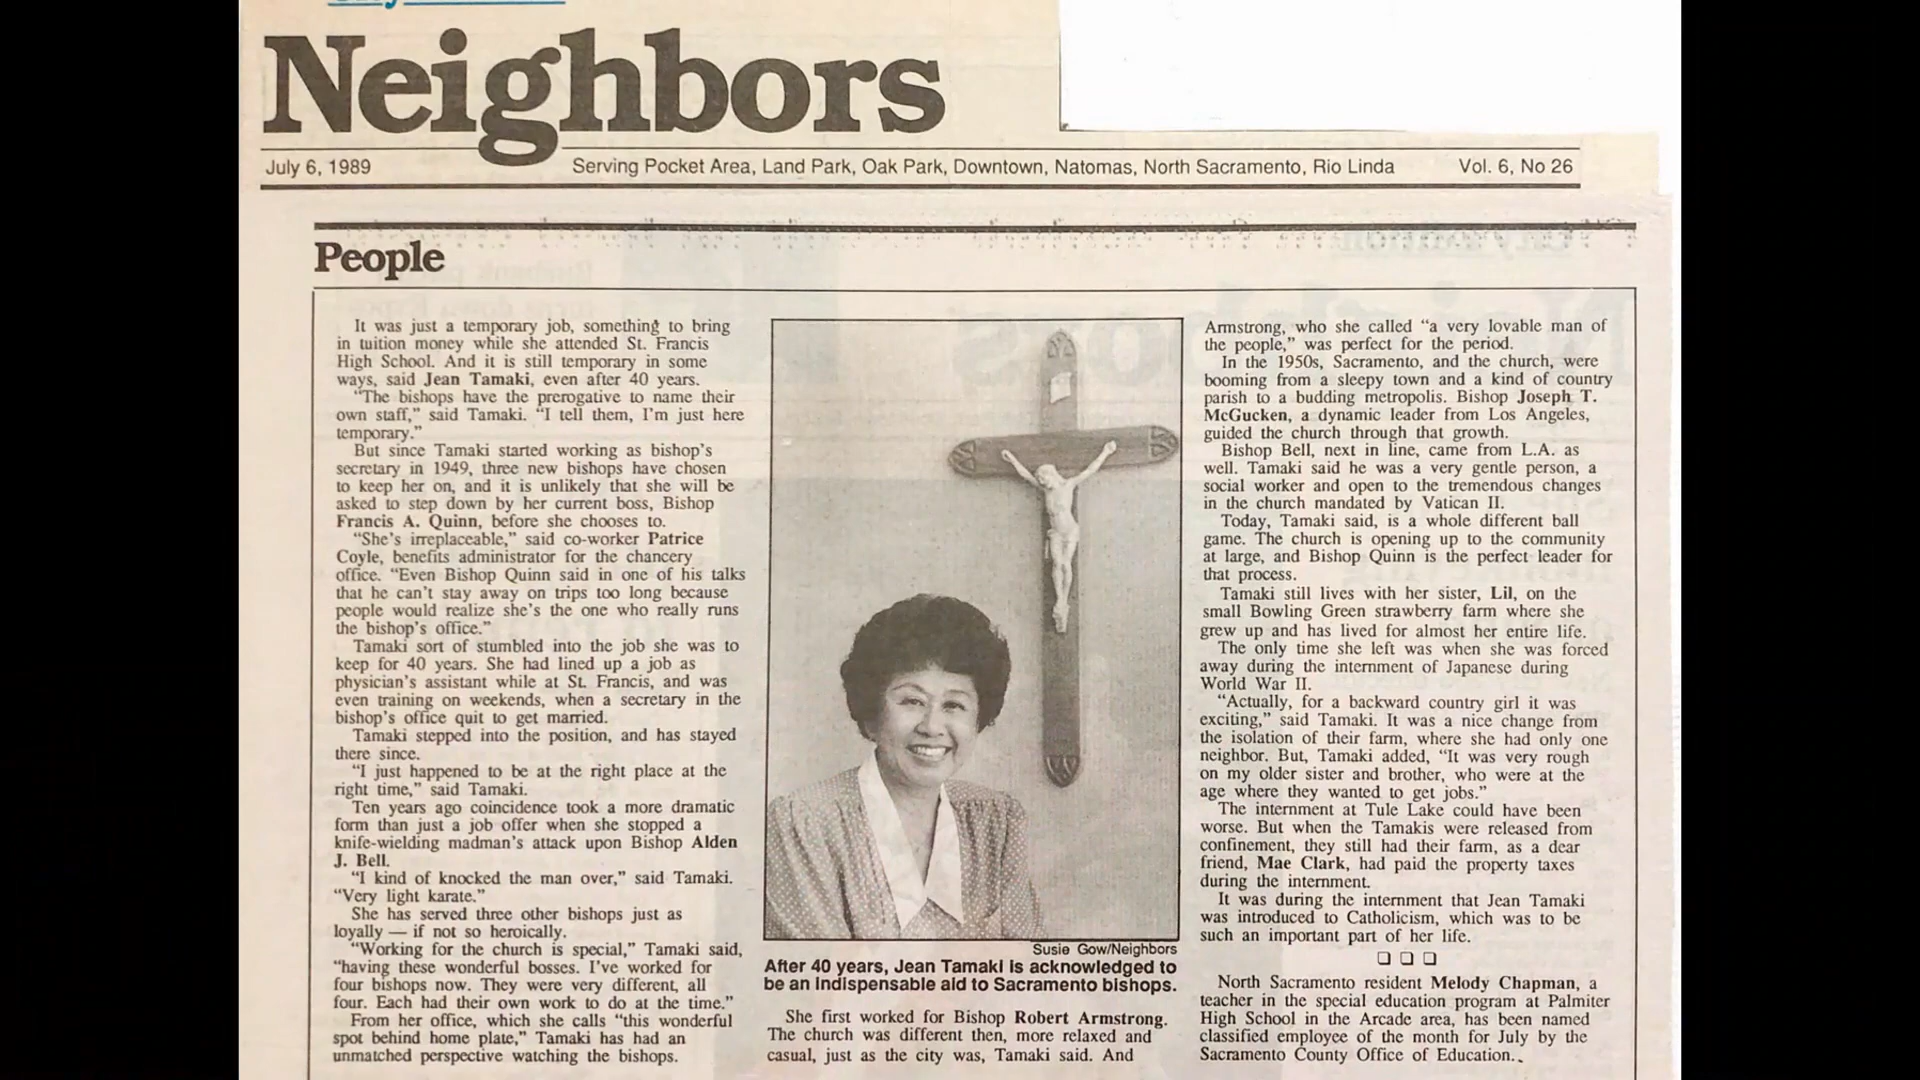 Neighbors
July 6, 1989
Serving Pocket Area, Land Park, Oak Park, Downtown, Natomas, North Sacramento, Rio Linda
Vol. 6, No 26
People
It was just a temporary job, something to bring
in tuition money while she attended St. Francis
High School. And it is still temporary in some
ways, said Jean Tamaki, even after 40 years.
"The bishops have the prerogative to name their
own staff," said Tamaki. "I tell them, I'm just here
temporary."
But since Tamaki started working as bishop's
secretary in 1949, three new bishops have chosen
to keep her on, and it is unlikely that she will be
asked to step down by her current boss, Bishop
Francis A. Quinn, before she chooses to.
"She's irreplaceable," said co-worker Patrice
Coyle, benefits administrator for the chancery
office. "Even Bishop Quinn said in one of his talks
that he can't stay away on trips too long because
people would realize she's the one who really runs
the bishop's office."
Tamaki sort of stumbled into the job she was to
keep for 40 years. She had lined up a job as
physician's assistant while at St. Francis, and was
even training on weekends, when a secretary in the
bishop's office quit to get married.
Tamaki stepped into the position, and has stayed
there since.
"I just happened to be at the right place at the
right time," said Tamaki.
Ten years ago coincidence took a more dramatic
form than just a job offer when she stopped a
knife-wielding madman's attack upon Bishop Alden
J. Bell.
"I kind of knocked the man over," said Tamaki.
"Very light karate."
She has served three other bishops just as
loyally — if not so heroically.
"Working for the church is special," Tamaki said,
"having these wonderful bosses. I've worked for
four bishops now. They were very different, all
four. Each had their own work to do at the time."
From her office, which she calls "this wonderful
spot behind home plate," Tamaki has had an
unmatched perspective watching the bishops.
Susie Gow/Neighbors
After 40 years, Jean Tamaki is acknowledged to
be an indispensable aid to Sacramento bishops.
She first worked for Bishop Robert Armstrong.
The church was different then, more relaxed and
casual, just as the city was, Tamaki said. And
Armstrong, who she called "a very lovable man of
the people," was perfect for the period.
In the 1950s, Sacramento, and the church, were
booming from a sleepy town and a kind of country
parish to a budding metropolis. Bishop Joseph T.
McGucken, a dynamic leader from Los Angeles,
guided the church through that growth.
Bishop Bell, next in line, came from L.A. as
well. Tamaki said he was a very gentle person, a
social worker and open to the tremendous changes
in the church mandated by Vatican II.
Today, Tamaki said, is a whole different ball
game. The church is opening up to the community
at large, and Bishop Quinn is the perfect leader for
that process.
Tamaki still lives with her sister, Lil, on the
small Bowling Green strawberry farm where she
grew up and has lived for almost her entire life.
The only time she left was when she was forced
away during the internment of Japanese during
World War II.
"Actually, for a backward country girl it was
exciting," said Tamaki. It was a nice change from
the isolation of their farm, where she had only one
neighbor. But, Tamaki added, "It was very rough
on my older sister and brother, who were at the
age where they wanted to get jobs."
The internment at Tule Lake could have been
worse. But when the Tamakis were released from
confinement, they still had their farm, as a dear
friend, Mae Clark, had paid the property taxes
during the internment.
It was during the internment that Jean Tamaki
was introduced to Catholicism, which was to be
such an important part of her life.
North Sacramento resident Melody Chapman, a
teacher in the special education program at Palmiter
High School in the Arcade area, has been named
classified employee of the month for July by the
Sacramento County Office of Education.